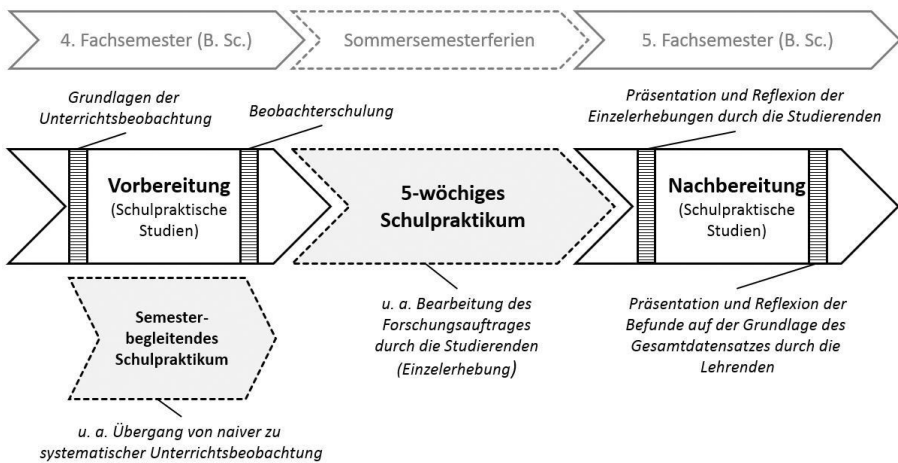 4. Fachsemester (B. Sc.)
Sommersemesterferien
5. Fachsemester (B. Sc.)
Grundlagen der
Unterrichtsbeobachtung
Beobachterschulung
Präsentation und Reflexion der
Einzelerhebungen durch die Studierenden
Vorbereitung
(Schulpraktische
Studien)
5-wöchiges
Schulpraktikum
Nachbereitung
(Schulpraktische
Studien)
Semester-
begleitendes
Schulpraktikum
u. a. Bearbeitung des
Forschungsauftrages
durch die Studierenden
(Einzelerhebung)
Präsentation und Reflexion der
Befunde auf der Grundlage des
Gesamtdatensatzes durch die
Lehrenden
u. a. Übergang von naiver zu
systematischer Unterrichtsbeobachtung